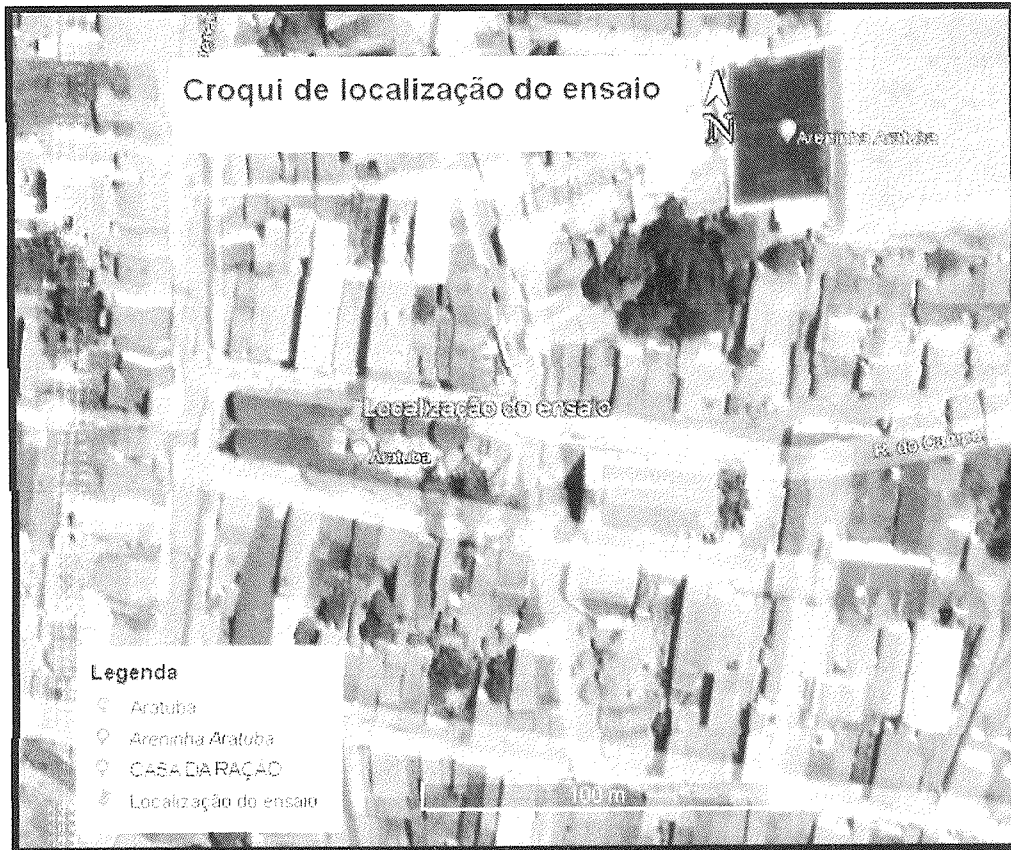 Croqui de localização do ensaio
N
Areninha Aratuba
Localização do ensaio
Aratuba
R. do
Legenda
Aratuba
Areninha Aratuba
CASA DA RAÇÃO
Localização do ensaio
100 m